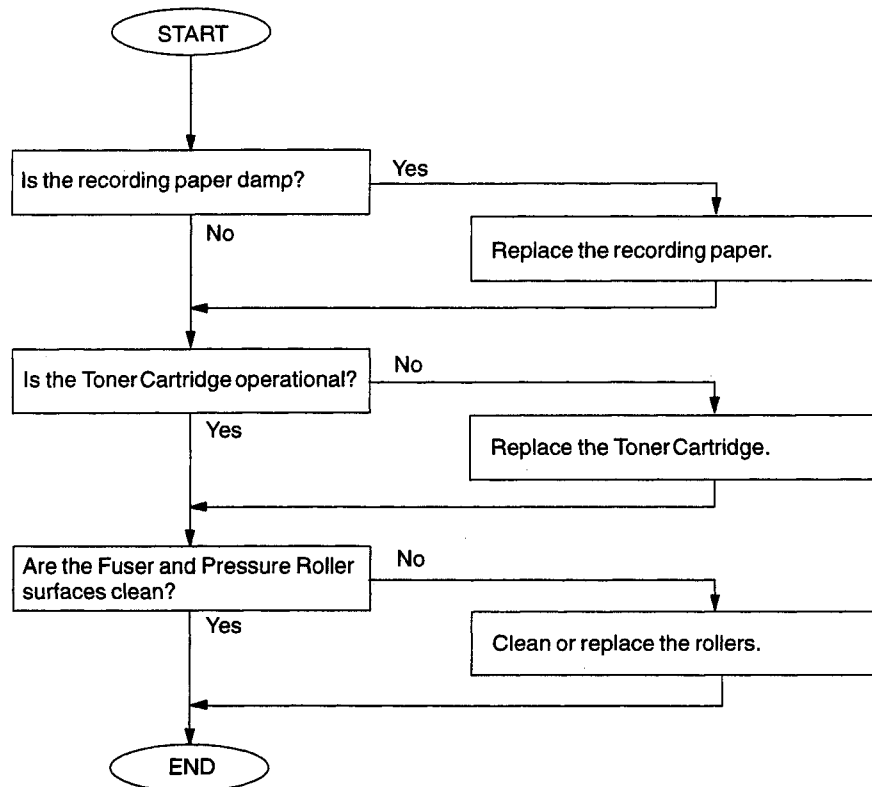 START
Is the recording paper damp?
Yes
No
Replace the recording paper.
Is the Toner Cartridge operational?
No
Yes
Replace the Toner Cartridge.
Are the Fuser and Pressure Roller
surfaces clean?
No
Yes
Clean or replace the rollers.
END